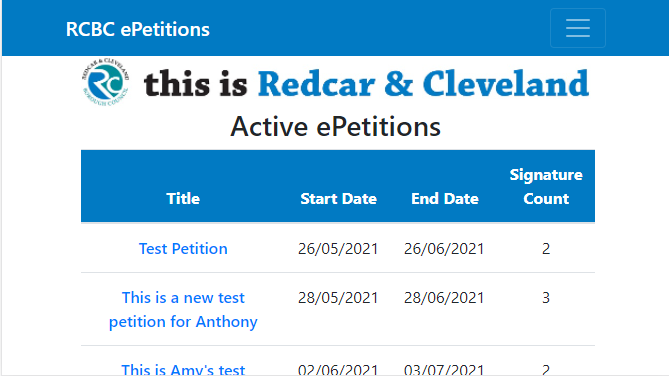 RCBC ePetitions
REDCAR & CLEVELAND
BOROUGH COUNCIL
this is Redcar & Cleveland
Active ePetitions
Title Start Date End Date Signature Count
Test Petition 26/05/2021 26/06/2021 2
This is a new test 28/05/2021 28/06/2021 3
petition for Anthony
This is Amy's test 02/06/2021 03/07/2021 2